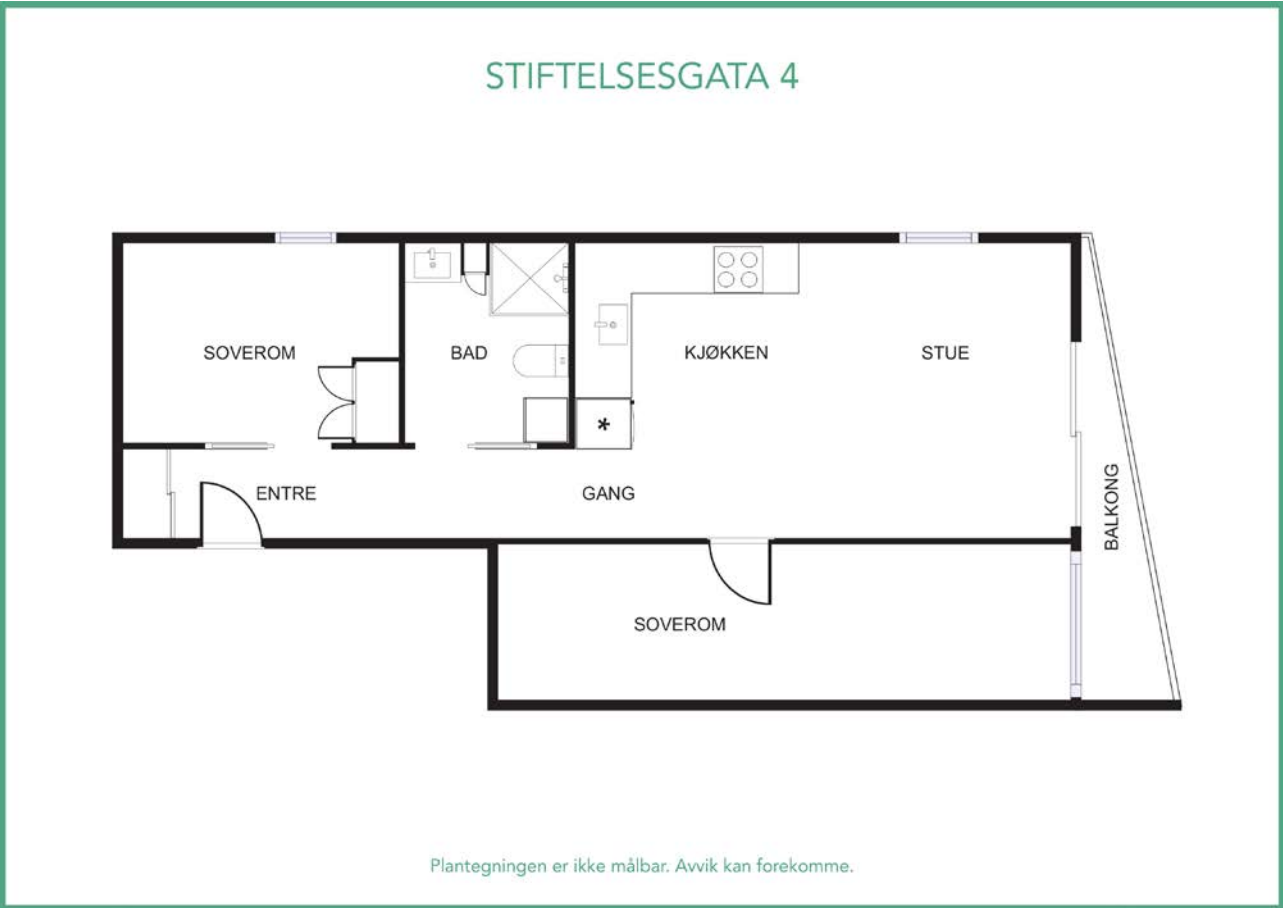 STIFTELSESGATA 4
SOVEROM
BAD
KJØKKEN
STUE
*
ENTRE
GANG
BALKONG
SOVEROM
Plantegningen er ikke målbar. Avvik kan forekomme.